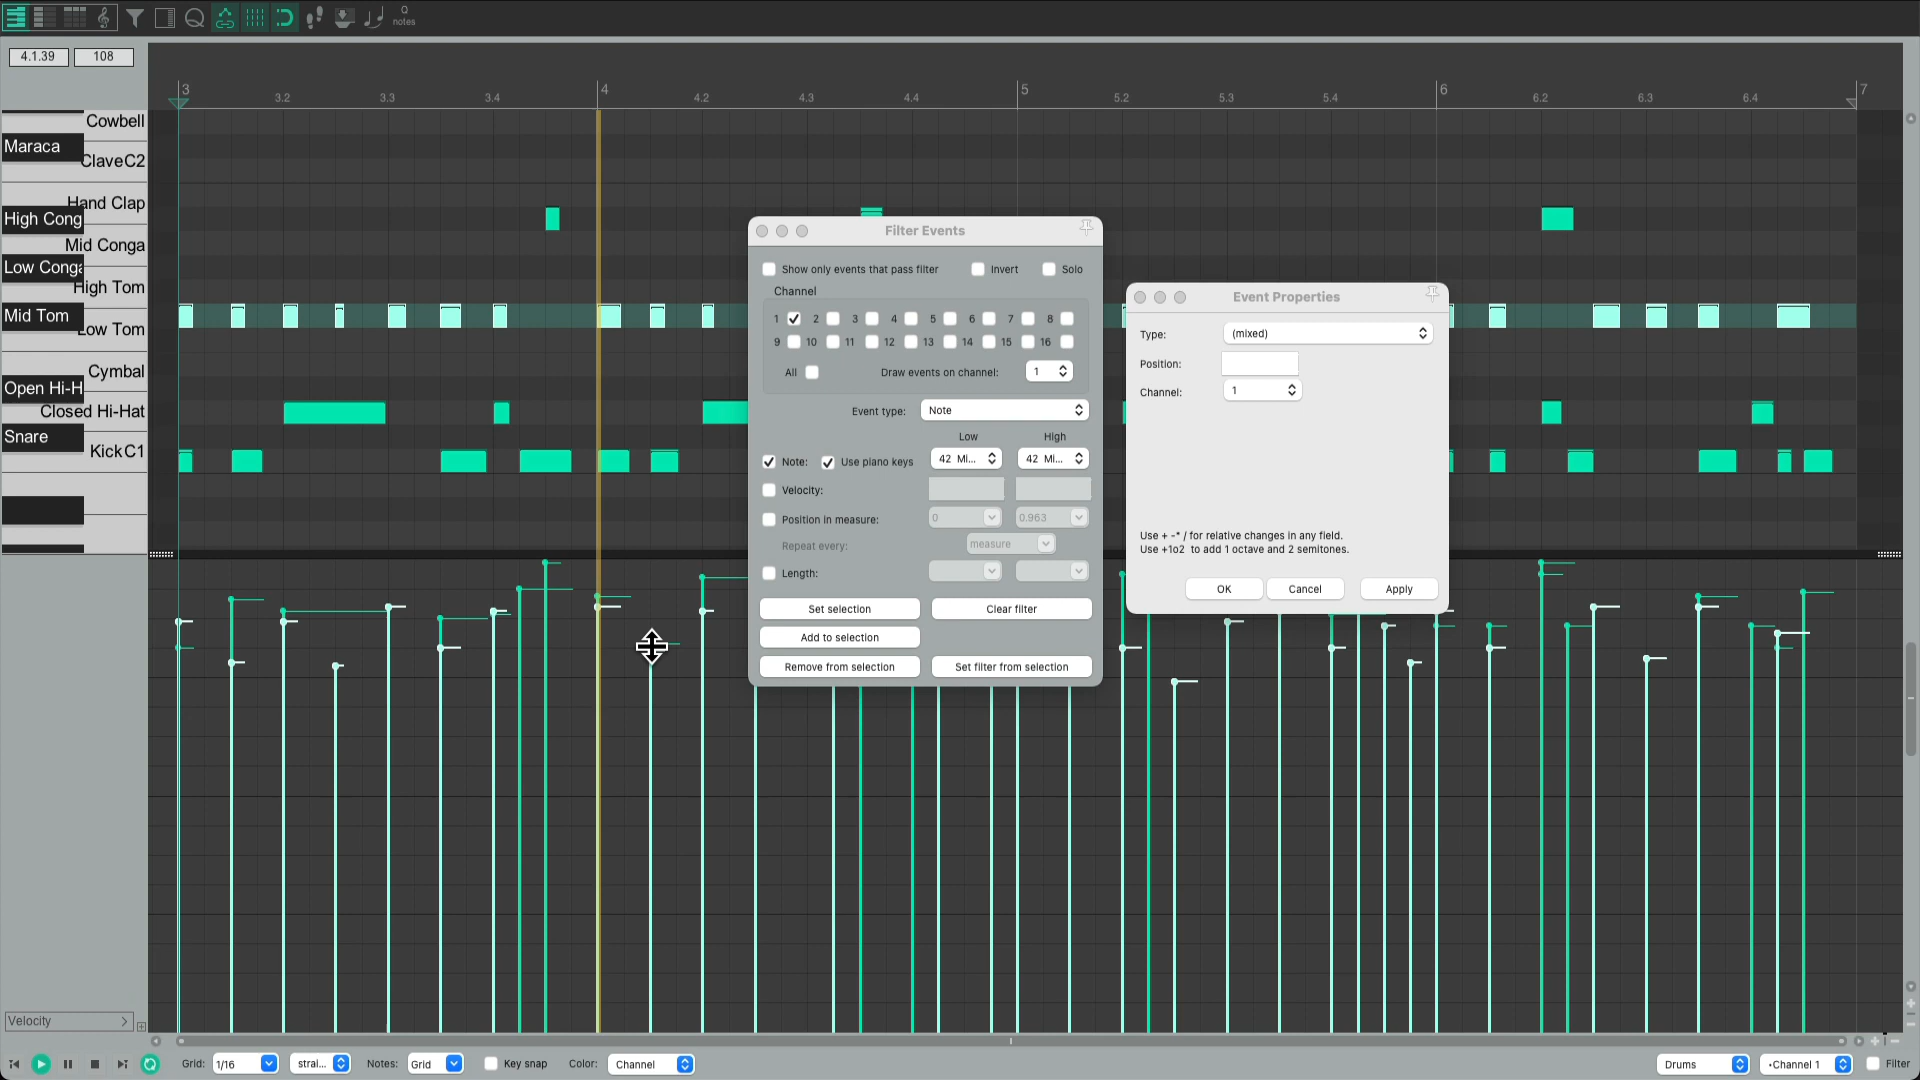 Q
notes
4.1.39
108
3
3.2
3.3
3.4
4
4.2
4.3
4.4
5
5.2
5.3
5.4
6
6.2
6.3
6.4
7
Cowbell
Maraca
ClaveC2
Hand Clap
High Cong
Mid Conga
Low Conga
High Tom
Mid Tom
Low Tom
Cymbal
Open Hi-H
Closed Hi-Hat
Snare
KickC1
Filter Events
Show only events that pass filter
Invert
Solo
Channel
1 2 3 4 5 6 7 8
9 10 11 12 13 14 15 16
All
Draw events on channel:
1
Event type:
Note
Low
High
Note:
Use piano keys
42 Mi...
42 Mi...
Velocity:
Position in measure:
0
0.963
Repeat every:
measure
Length:
Set selection
Clear filter
Add to selection
Remove from selection
Set filter from selection
Event Properties
Type:
(mixed)
Position:
Channel:
1
Use + -* / for relative changes in any field.
Use +1o2 to add 1 octave and 2 semitones.
OK
Cancel
Apply
Velocity
Grid:
1/16
strai...
Notes:
Grid
Key snap
Color:
Channel
Drums
•Channel 1
Filter